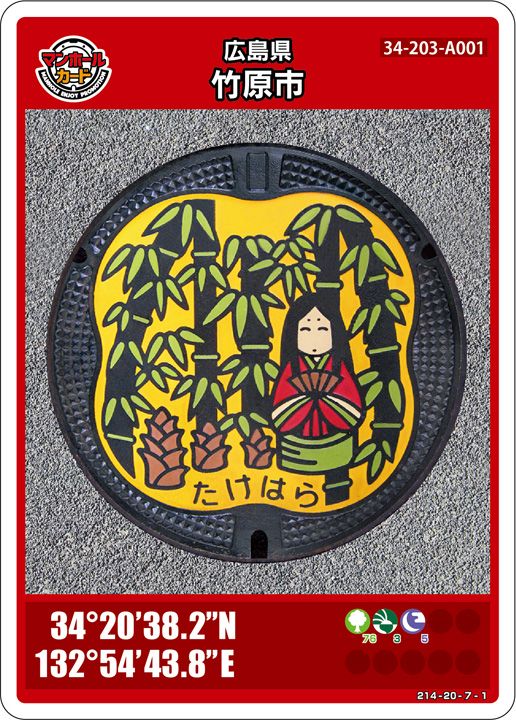 マンホール
カード
MANHOLE ENJOY PROMOTION
広島県
竹原市
34-203-A001
たけはら
34°20'38.2"N
132°54'43.8"E
76 3 5
214-20-7-1